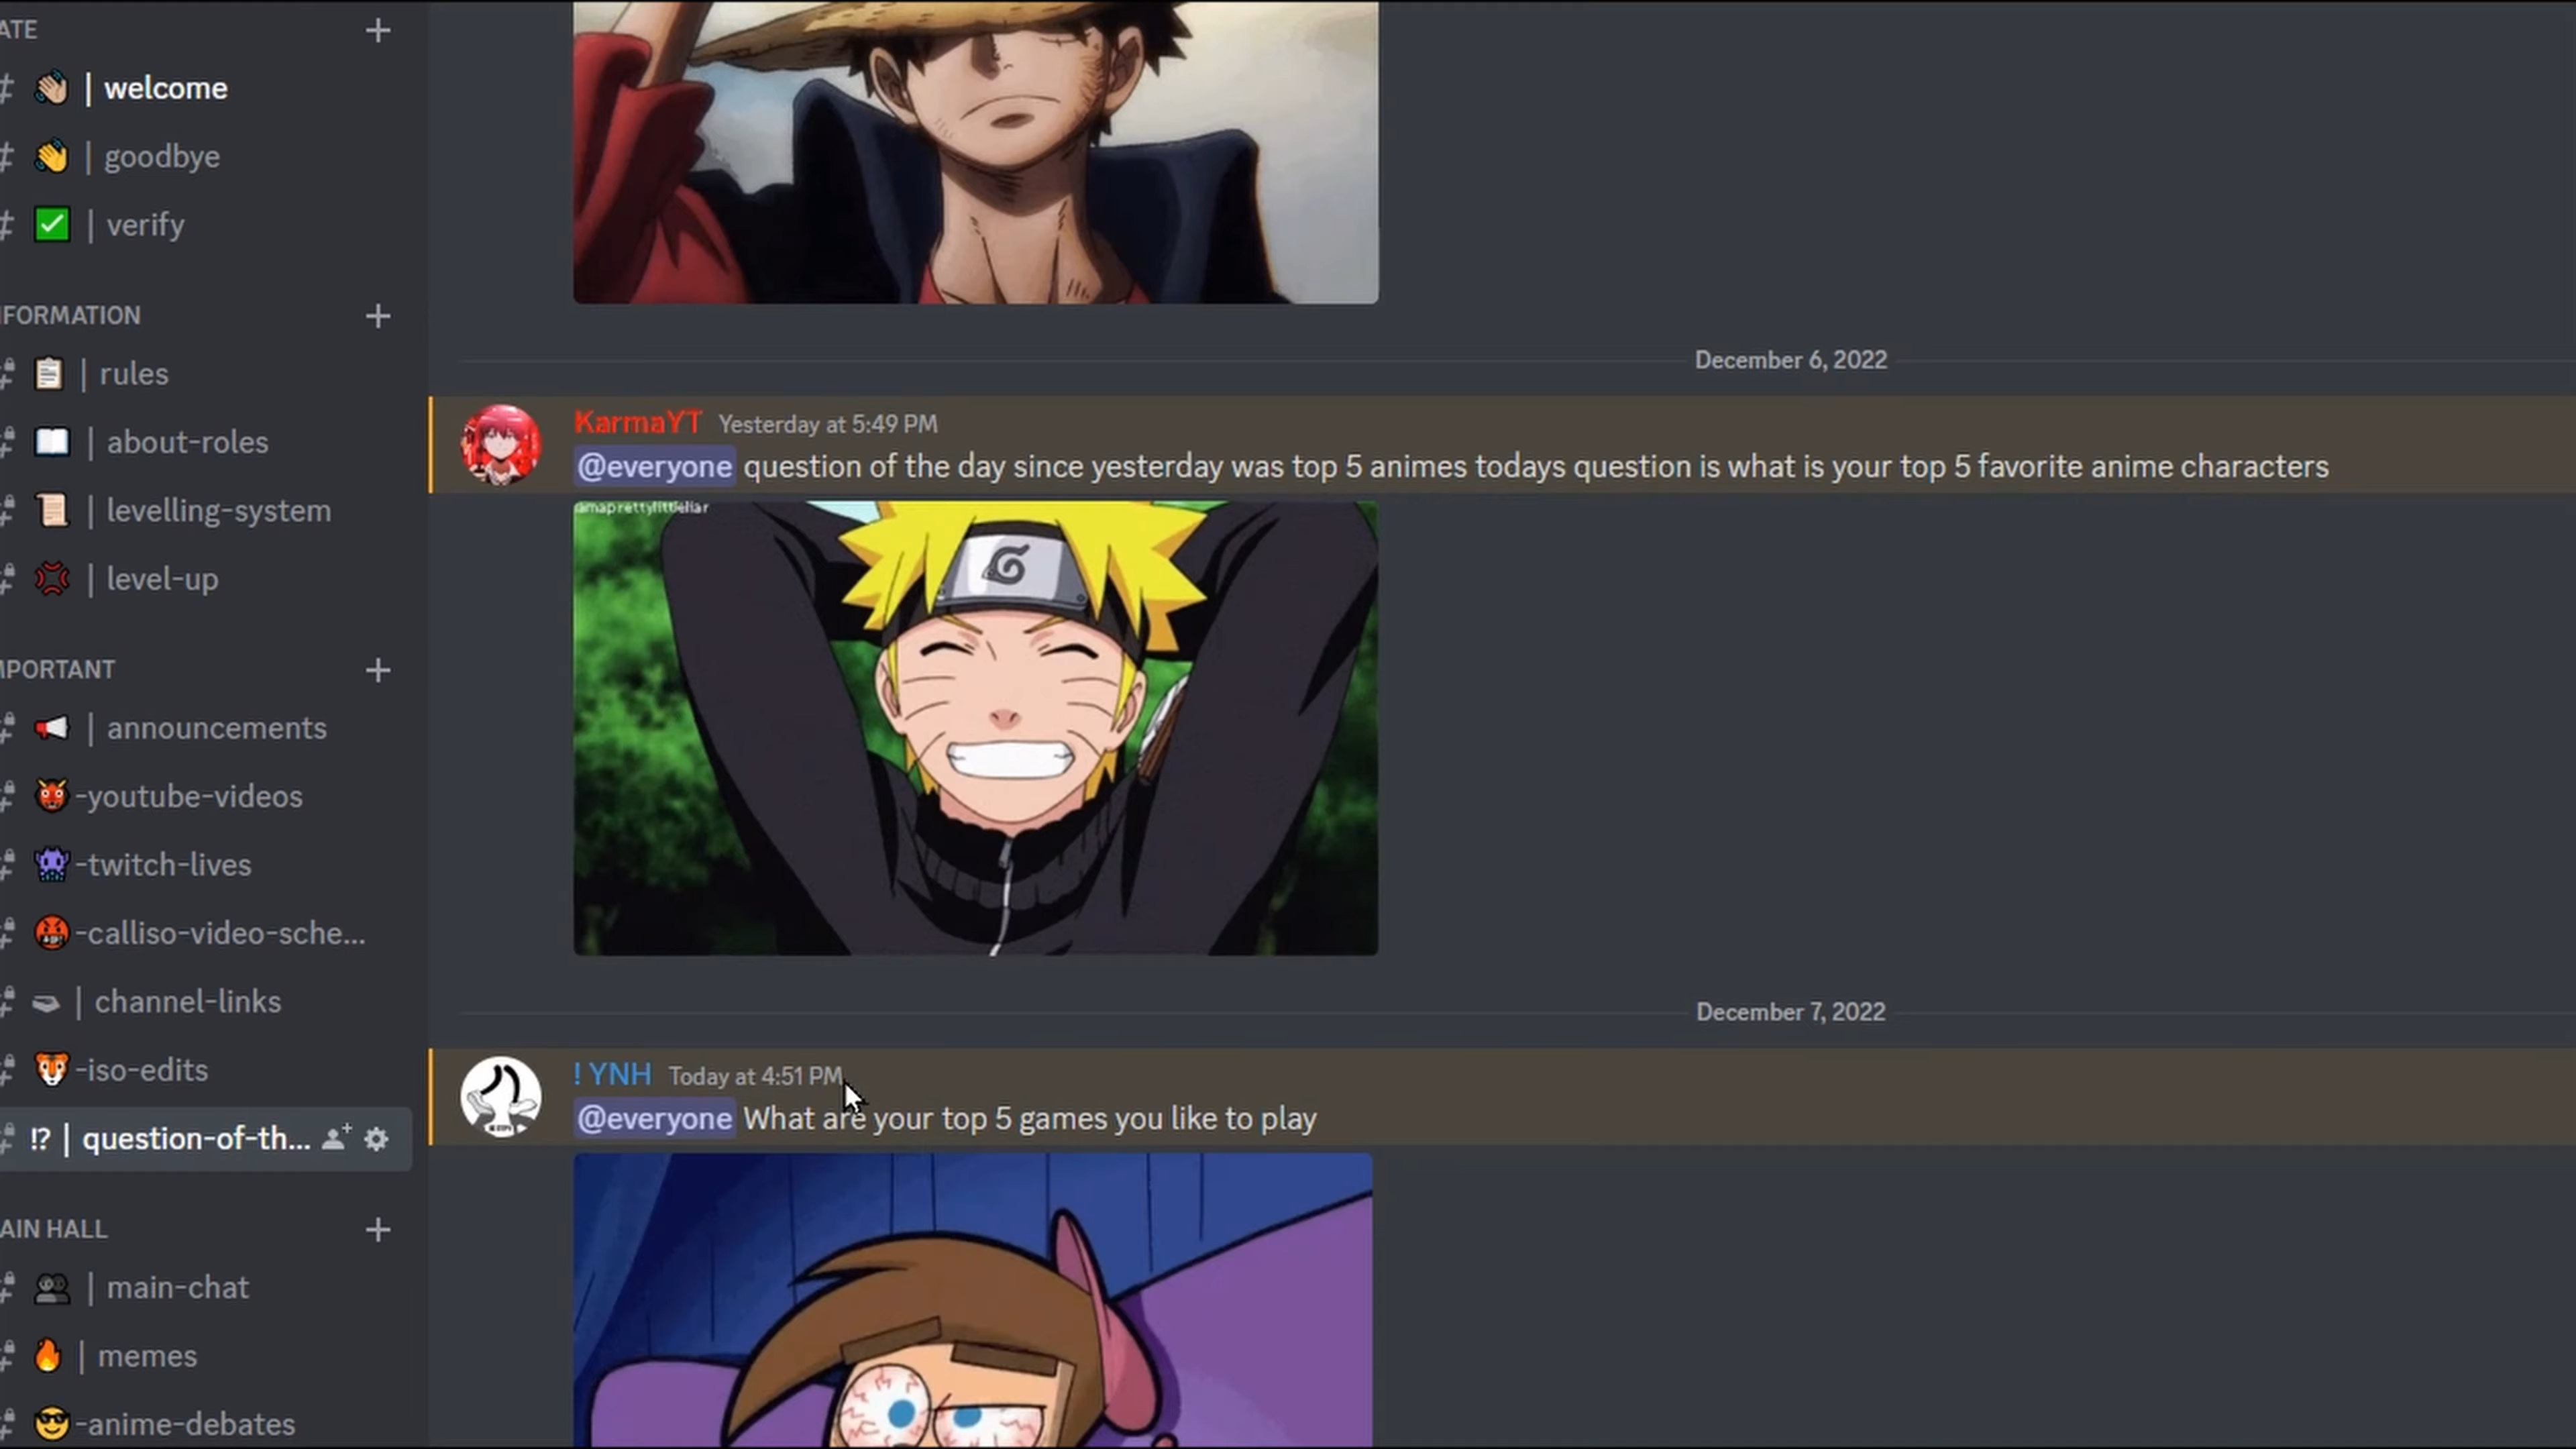 ATE
# | welcome
# | goodbye
# | verify
NFORMATION
| rules
| about-roles
| levelling-system
| level-up
MPORTANT
| announcements
-youtube-videos
-twitch-lives
-calliso-video-sche...
| channel-links
-iso-edits
⁉ | question-of-th...
AIN HALL
| main-chat
| memes
-anime-debates
December 6, 2022
KarmaYT Yesterday at 5:49 PM
@everyone question of the day since yesterday was top 5 animes todays question is what is your top 5 favorite anime characters
amaprettylittleliar
December 7, 2022
! YNH Today at 4:51 PM
@everyone What are your top 5 games you like to play